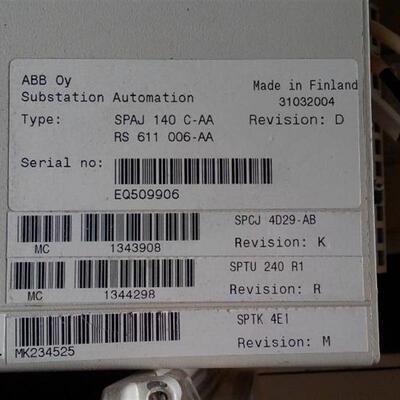 ABB Oy
Substation Automation
Made in Finland
31032004
Type: SPAJ 140 C-AA Revision: D
RS 611 006-AA
Serial no:
EQ509906
SPCJ 4D29-AB
MC 1343908 Revision: K
SPTU 240 R1
MC 1344298 Revision: R
SPTK 4E1
MK234525 Revision: M